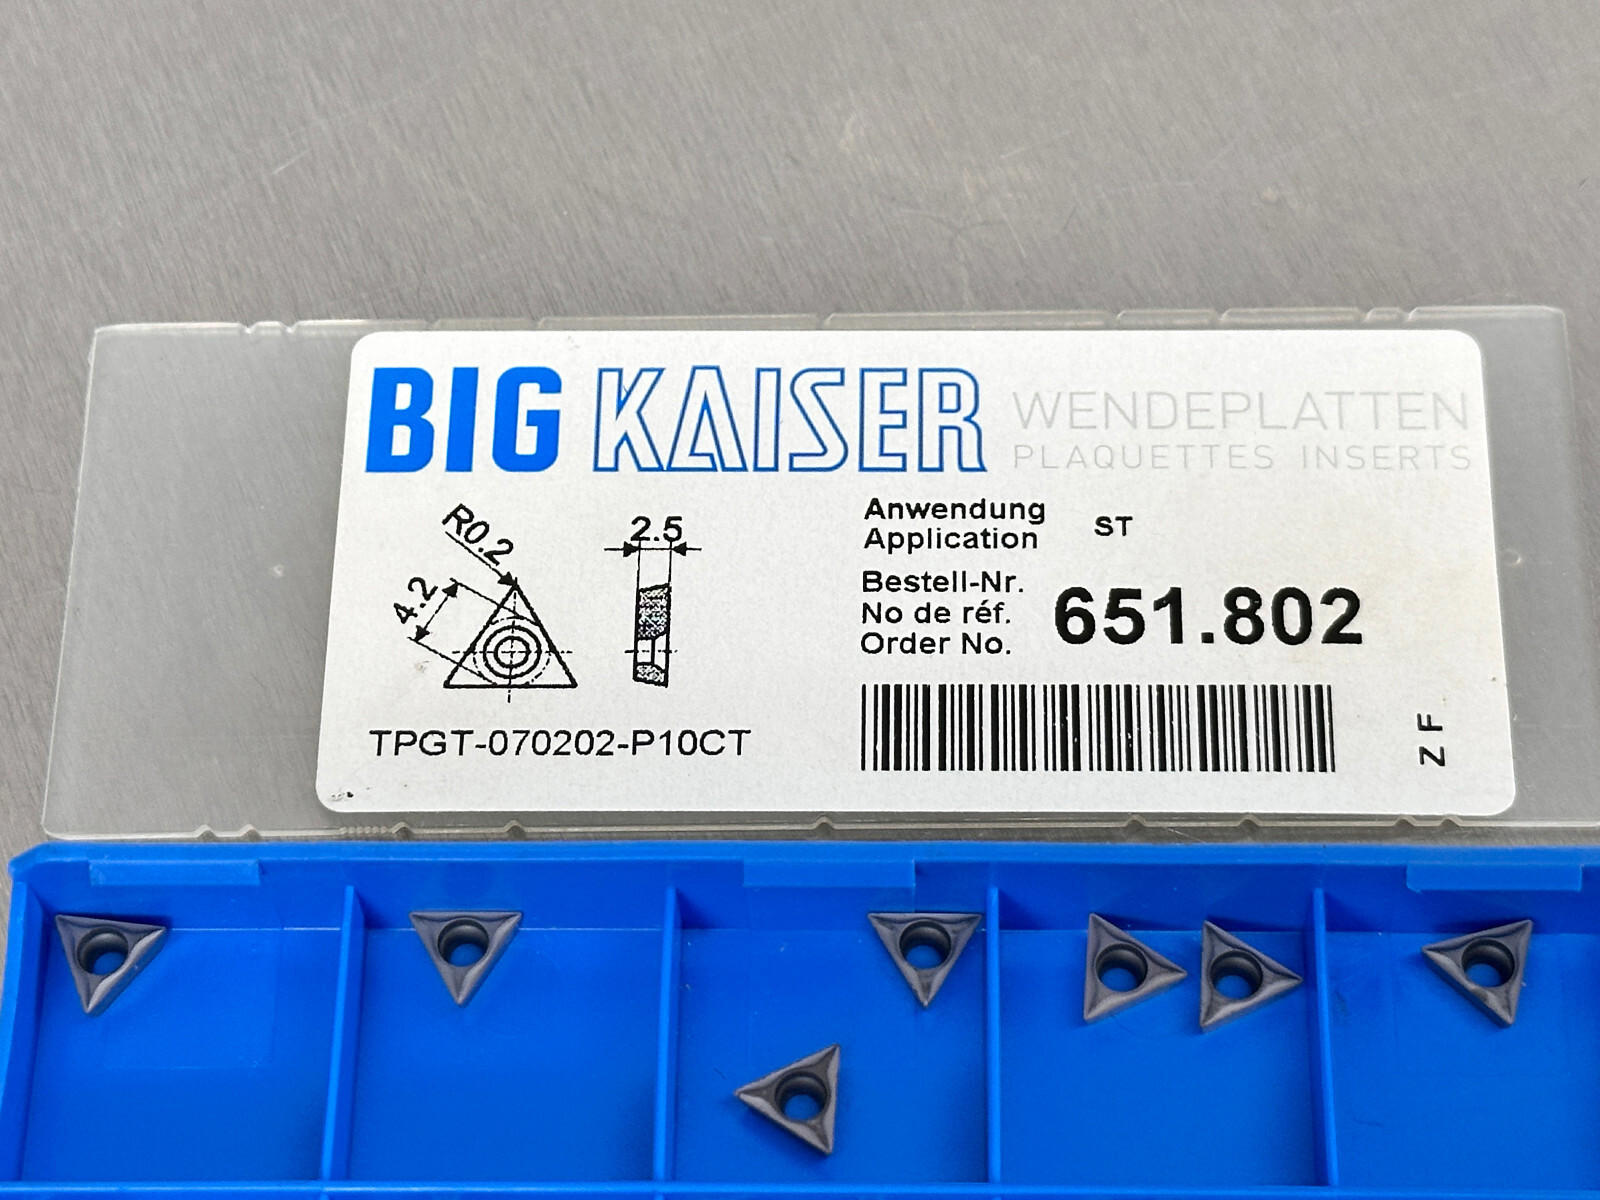 BIG KAISER WENDEPLATTEN
PLAQUETTES INSERTS
R0.2
4.2
2.5
TPGT-070202-P10CT
Anwendung
Application
ST
Bestell-Nr.
No de réf.
Order No.
651.802
ZF